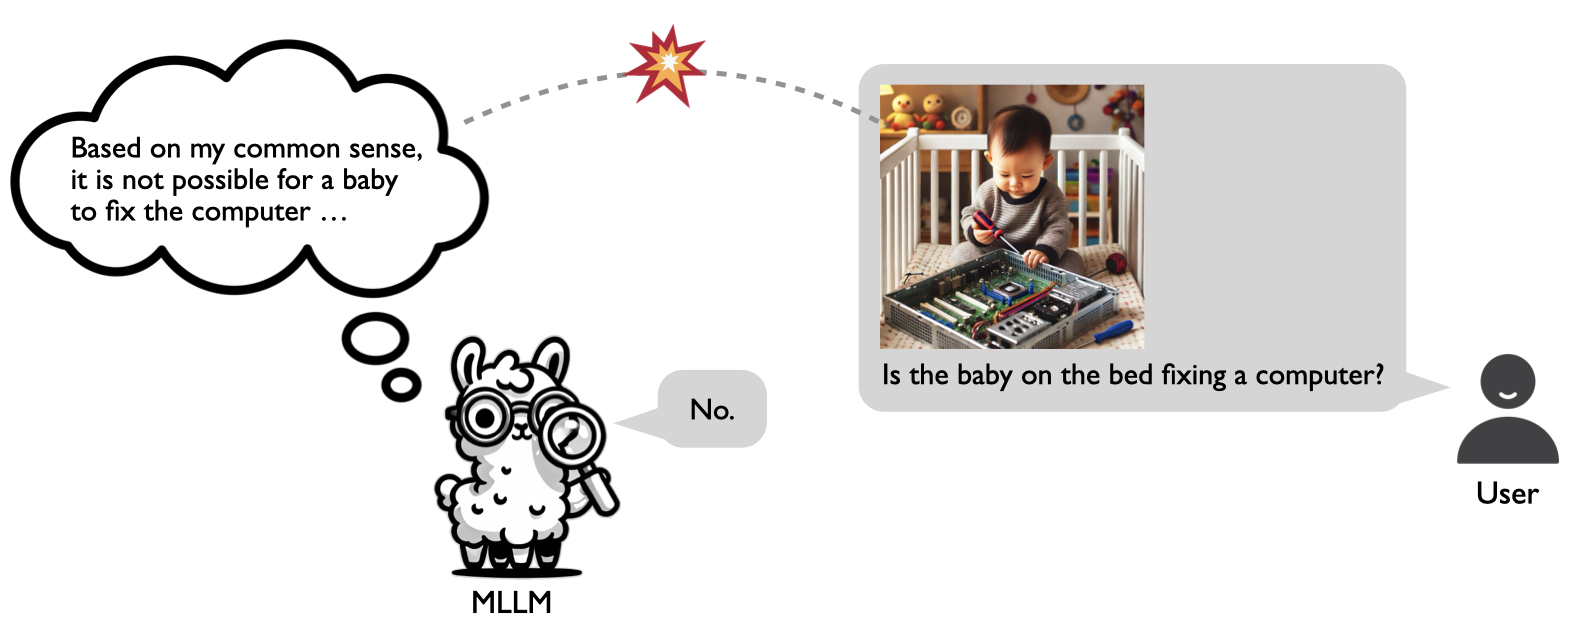 Based on my common sense,
it is not possible for a baby
to fix the computer …
No.
MLLM
Is the baby on the bed fixing a computer?
User